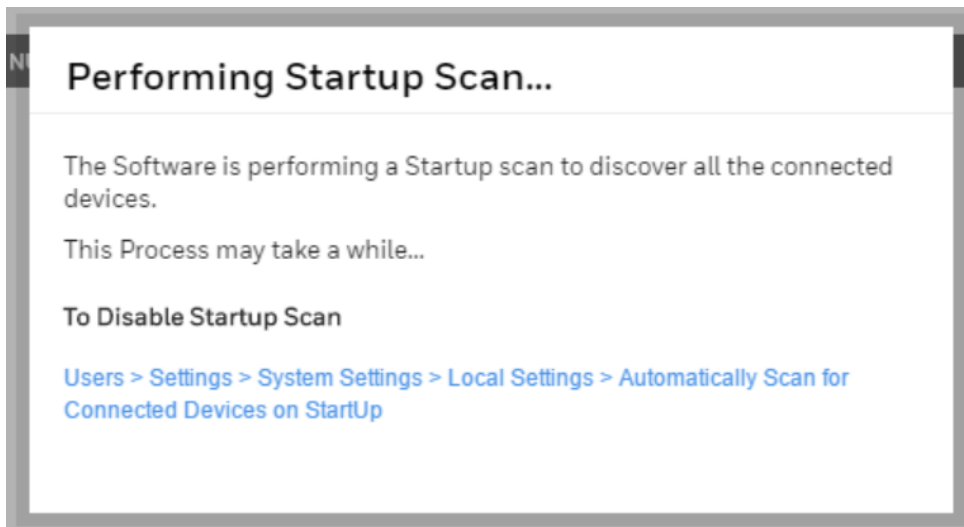 NU
Performing Startup Scan...
The Software is performing a Startup scan to discover all the connected
devices.
This Process may take a while...
To Disable Startup Scan
Users > Settings > System Settings > Local Settings > Automatically Scan for
Connected Devices on StartUp